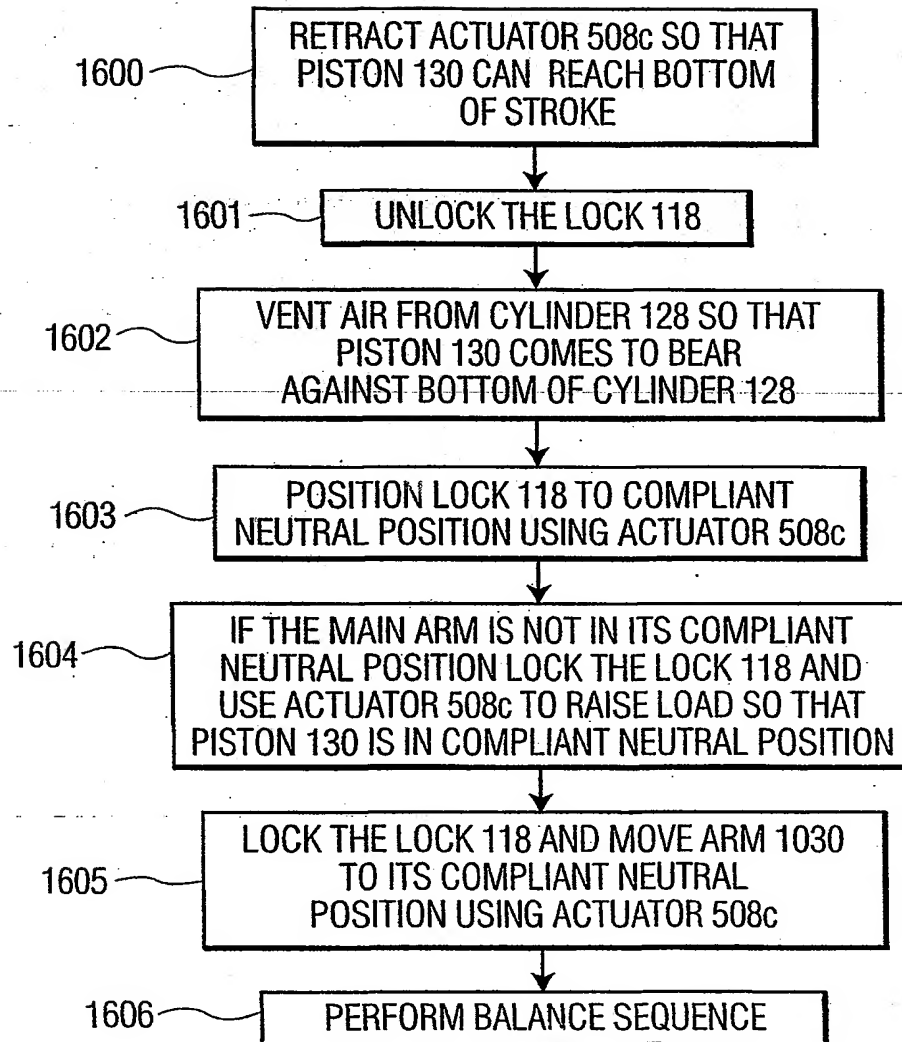 1600
RETRACT ACTUATOR 508c SO THAT
PISTON 130 CAN REACH BOTTOM
OF STROKE
1601
UNLOCK THE LOCK 118
1602
VENT AIR FROM CYLINDER 128 SO THAT
PISTON 130 COMES TO BEAR
AGAINST BOTTOM OF CYLINDER 128
1603
POSITION LOCK 118 TO COMPLIANT
NEUTRAL POSITION USING ACTUATOR 508c
1604
IF THE MAIN ARM IS NOT IN ITS COMPLIANT
NEUTRAL POSITION LOCK THE LOCK 118 AND
USE ACTUATOR 508c TO RAISE LOAD SO THAT
PISTON 130 IS IN COMPLIANT NEUTRAL POSITION
1605
LOCK THE LOCK 118 AND MOVE ARM 1030
TO ITS COMPLIANT NEUTRAL
POSITION USING ACTUATOR 508c
1606
PERFORM BALANCE SEQUENCE